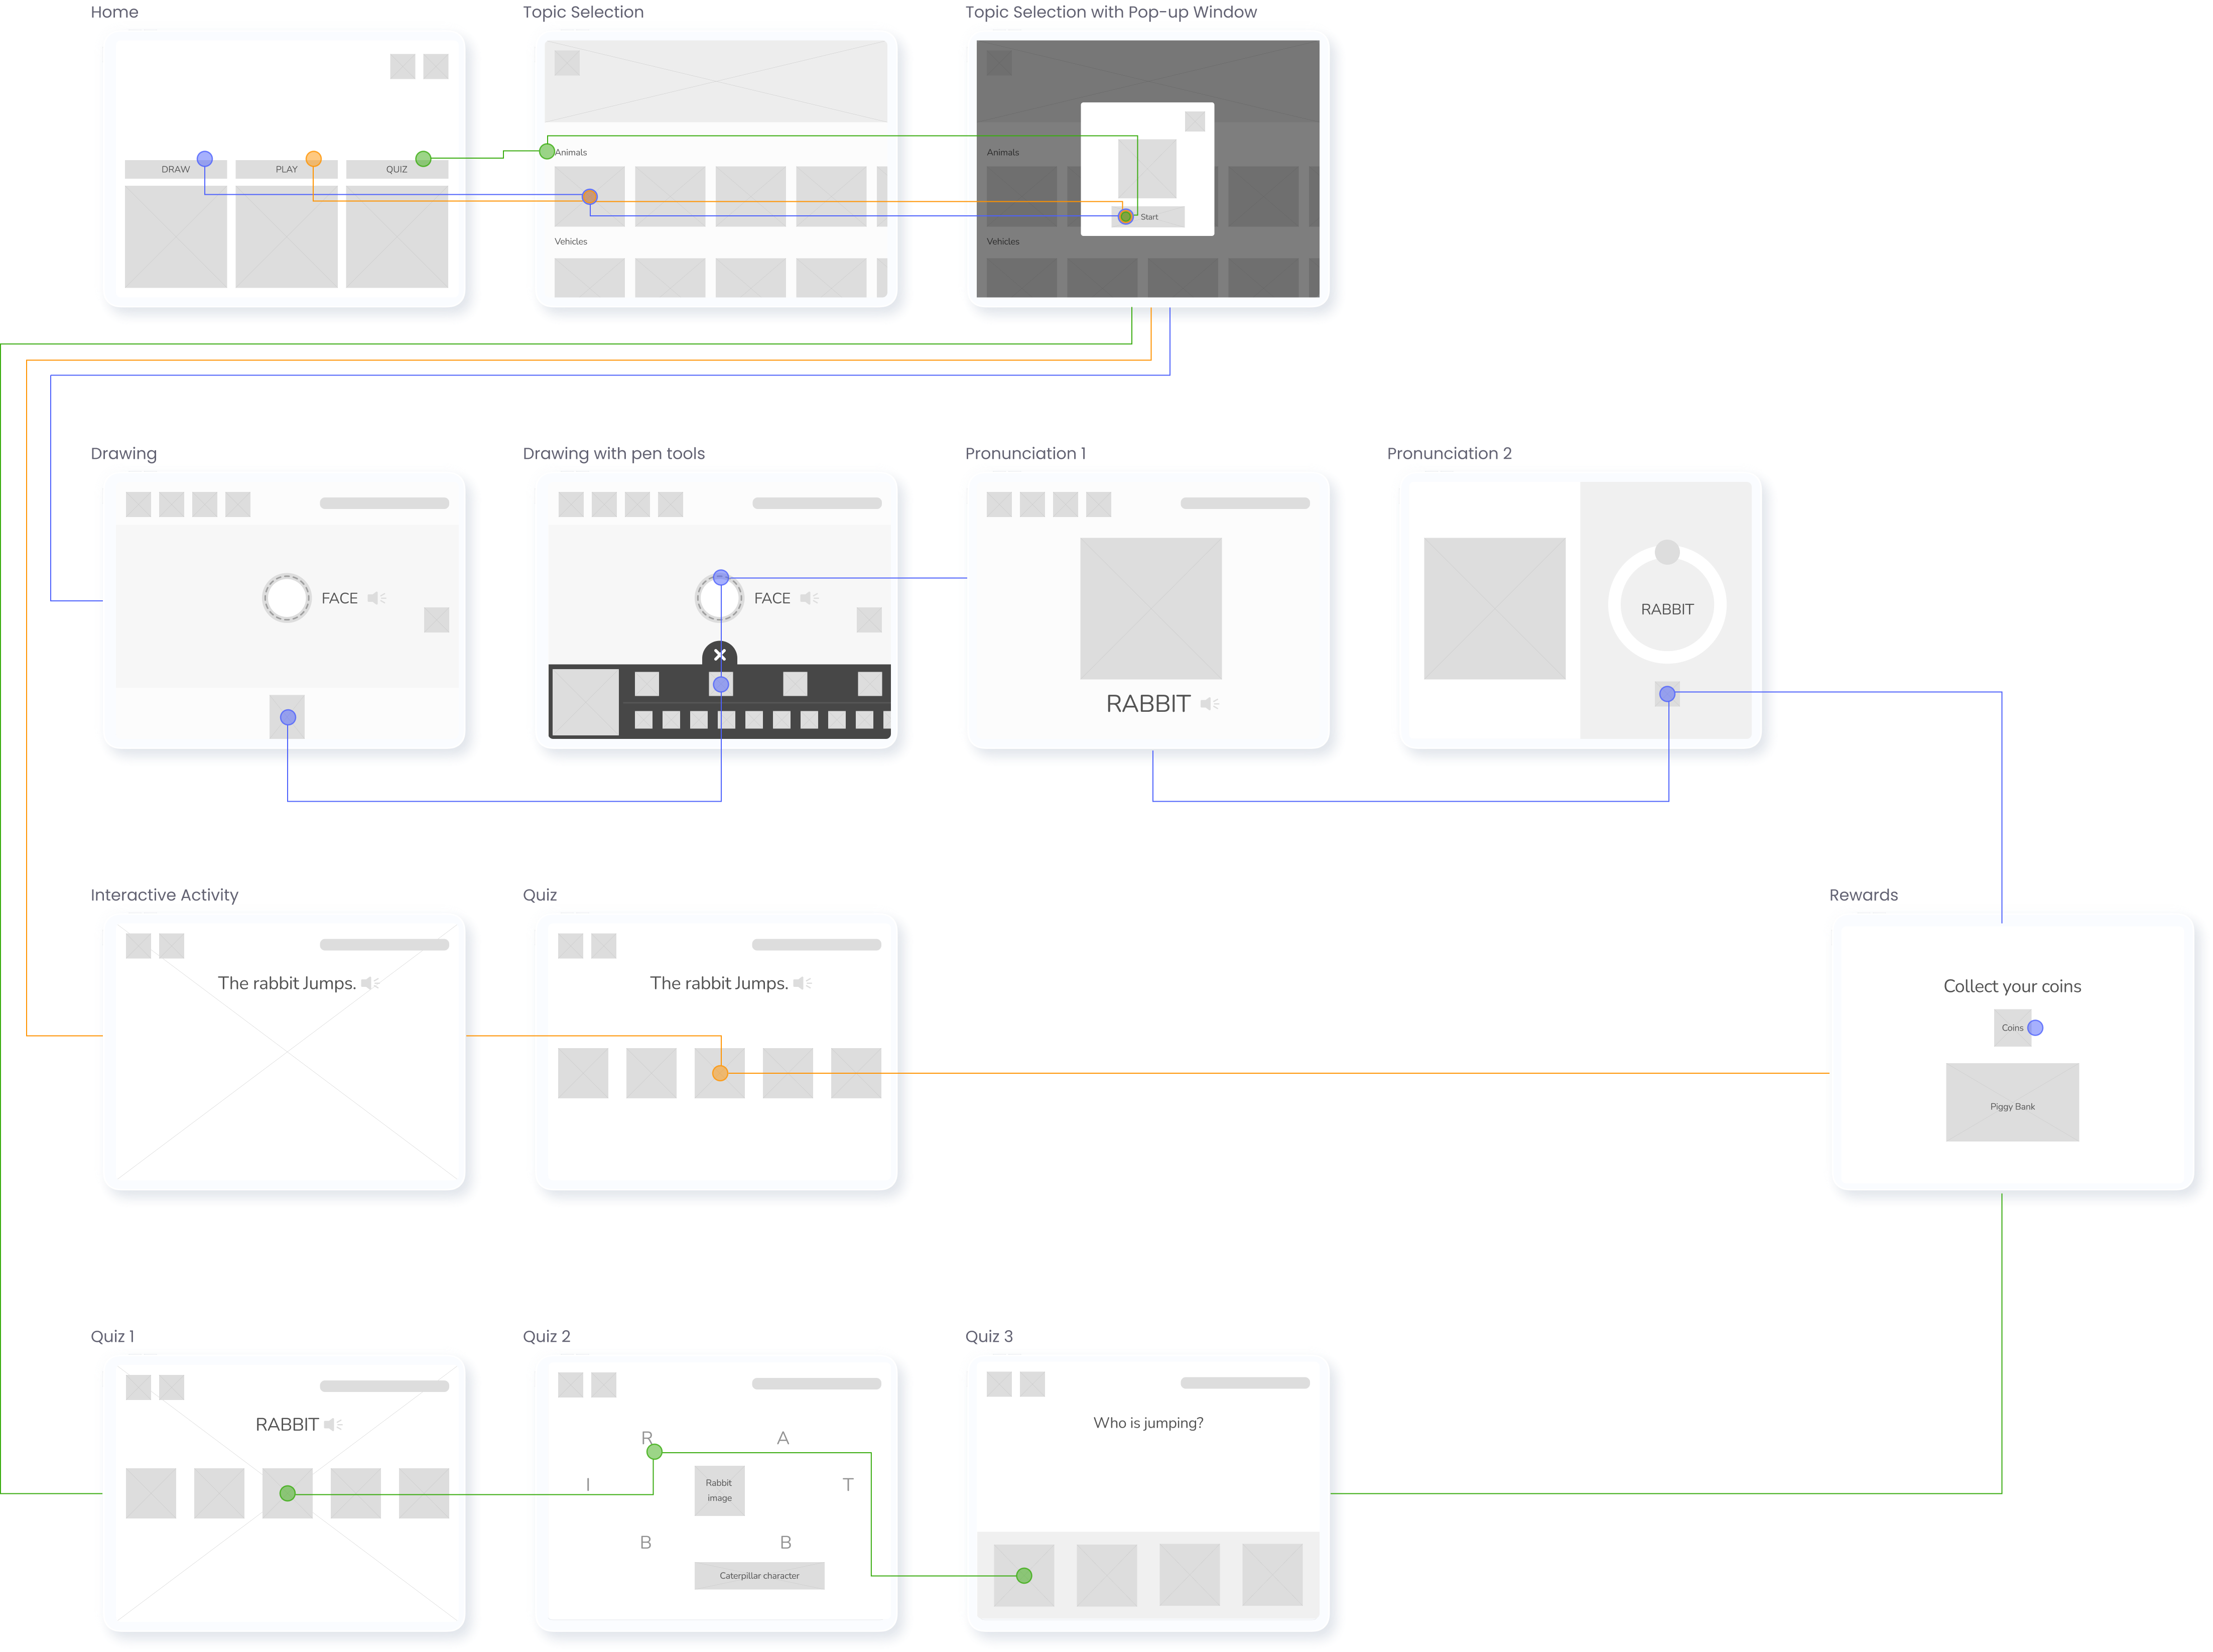 Home
Topic Selection
Topic Selection with Pop-up Window
DRAW
PLAY
QUIZ
Animals
Vehicles
Animals
Start
Vehicles
Drawing
Drawing with pen tools
Pronunciation 1
Pronunciation 2
FACE
FACE
RABBIT
RABBIT
Interactive Activity
Quiz
Rewards
The rabbit Jumps.
The rabbit Jumps.
Collect your coins
Coins
Piggy Bank
Quiz 1
Quiz 2
Quiz 3
RABBIT
R
A
I
Rabbit
image
T
B
B
Caterpillar character
Who is jumping?